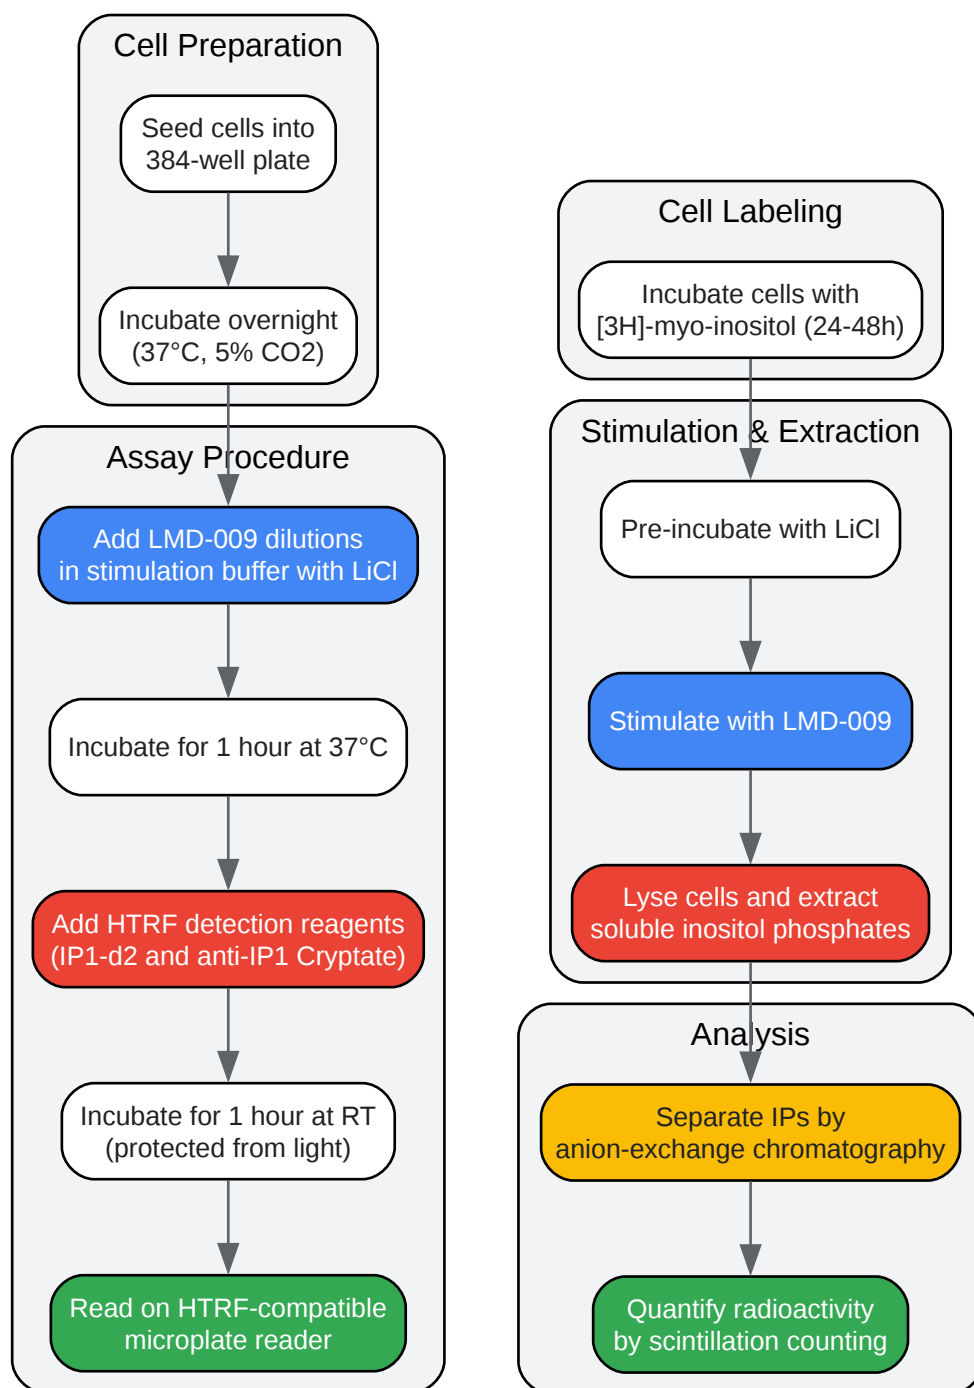 Cell Preparation
Seed cells into
384-well plate
Incubate overnight
(37°C, 5% CO2)
Assay Procedure
Add LMD-009 dilutions
in stimulation buffer with LiCl
Incubate for 1 hour at 37°C
Add HTRF detection reagents
(IP1-d2 and anti-IP1 Cryptate)
Incubate for 1 hour at RT
(protected from light)
Read on HTRF-compatible
microplate reader
Cell Labeling
Incubate cells with
[3H]-myo-inositol (24-48h)
Stimulation & Extraction
Pre-incubate with LiCl
Stimulate with LMD-009
Lyse cells and extract
soluble inositol phosphates
Analysis
Separate IPs by
anion-exchange chromatography
Quantify radioactivity
by scintillation counting